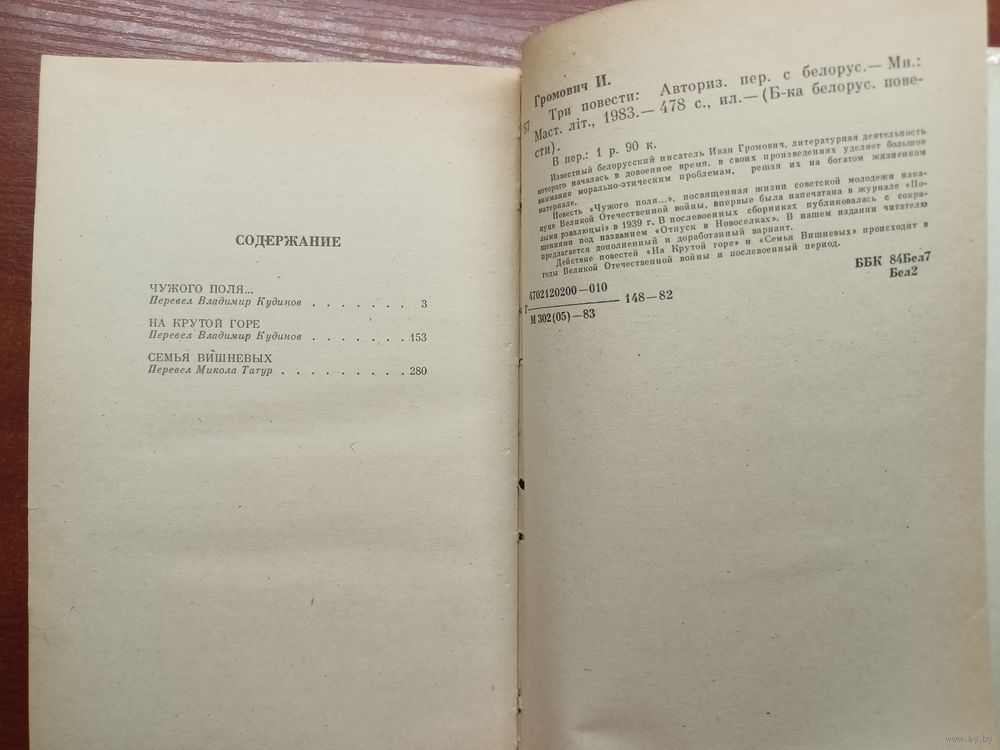 СОДЕРЖАНИЕ
ЧУЖОГО ПОЛЯ...
Перевел Владимир Кудинов . . . . . . . 3
НА КРУТОЙ ГОРЕ
Перевел Владимир Кудинов . . . . . . . 153
СЕМЬЯ ВИШНЕВЫХ
Перевел Микола Татур . . . . . . . . . 280
Громович И.
Три повести: Авториз. пер. с белорус.— Мн.:
87 Маст. літ., 1983.— 478 с., ил.— (Б-ка белорус. пове-
сти).
В пер.: 1 р. 90 к.
Известный белорусский писатель Иван Громович, литературная деятельность
которого началась в довоенное время, в своих произведениях уделяет большое
внимание морально-этическим проблемам, решая их на богатом жизненном
материале.
Повесть «Чужого поля...», посвященная жизни советской молодежи нака-
нуне Великой Отечественной войны, впервые была напечатана в журнале «По-
лымя рэвалюцыі» в 1939 г. В послевоенных сборниках публиковалась с сокра-
щениями под названием «Отпуск в Новоселках». В нашем издании читателю
предлагается дополненный и доработанный вариант.
Действие повестей «На Крутой горе» и «Семья Вишневых» происходит в
годы Великой Отечественной войны и послевоенный период.
4702120200—010
Г 148—82
М 302(05)—83
ББК 84Бел7
Бел2
www.ay.by